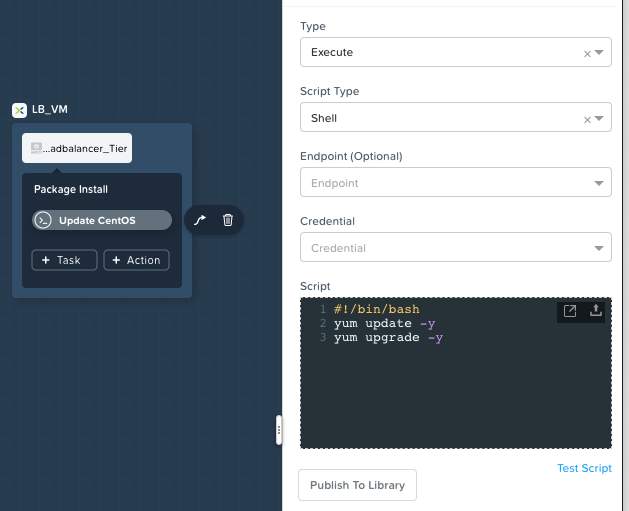 LB_VM
...adbalancer_Tier
Package Install
Update CentOS
+ Task
+ Action
Type
Execute
Script Type
Shell
Endpoint (Optional)
Endpoint
Credential
Credential
Script
1 #!/bin/bash
2 yum update -y
3 yum upgrade -y
Test Script
Publish To Library